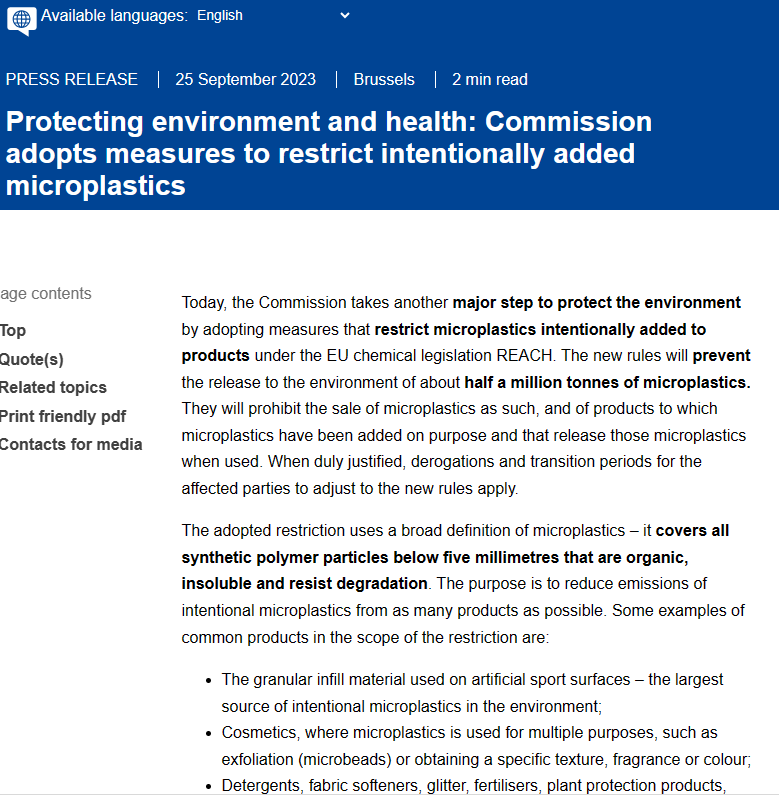 Available languages: English
PRESS RELEASE | 25 September 2023 | Brussels | 2 min read
Protecting environment and health: Commission
adopts measures to restrict intentionally added
microplastics
age contents
Top
Quote(s)
Related topics
Print friendly pdf
Contacts for media
Today, the Commission takes another major step to protect the environment
by adopting measures that restrict microplastics intentionally added to
products under the EU chemical legislation REACH. The new rules will prevent
the release to the environment of about half a million tonnes of microplastics.
They will prohibit the sale of microplastics as such, and of products to which
microplastics have been added on purpose and that release those microplastics
when used. When duly justified, derogations and transition periods for the
affected parties to adjust to the new rules apply.
The adopted restriction uses a broad definition of microplastics – it covers all
synthetic polymer particles below five millimetres that are organic,
insoluble and resist degradation. The purpose is to reduce emissions of
intentional microplastics from as many products as possible. Some examples of
common products in the scope of the restriction are:
• The granular infill material used on artificial sport surfaces – the largest
source of intentional microplastics in the environment;
• Cosmetics, where microplastics is used for multiple purposes, such as
exfoliation (microbeads) or obtaining a specific texture, fragrance or colour;
• Detergents, fabric softeners, glitter, fertilisers, plant protection products,